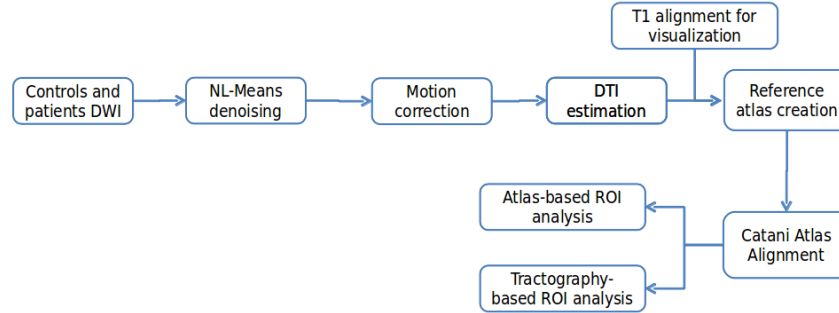 T1 alignment for
visualization
Controls and
patients DWI
NL-Means
denoising
Motion
correction
DTI
estimation
Reference
atlas creation
Atlas-based ROI
analysis
Catani Atlas
Alignment
Tractography-
based ROI analysis